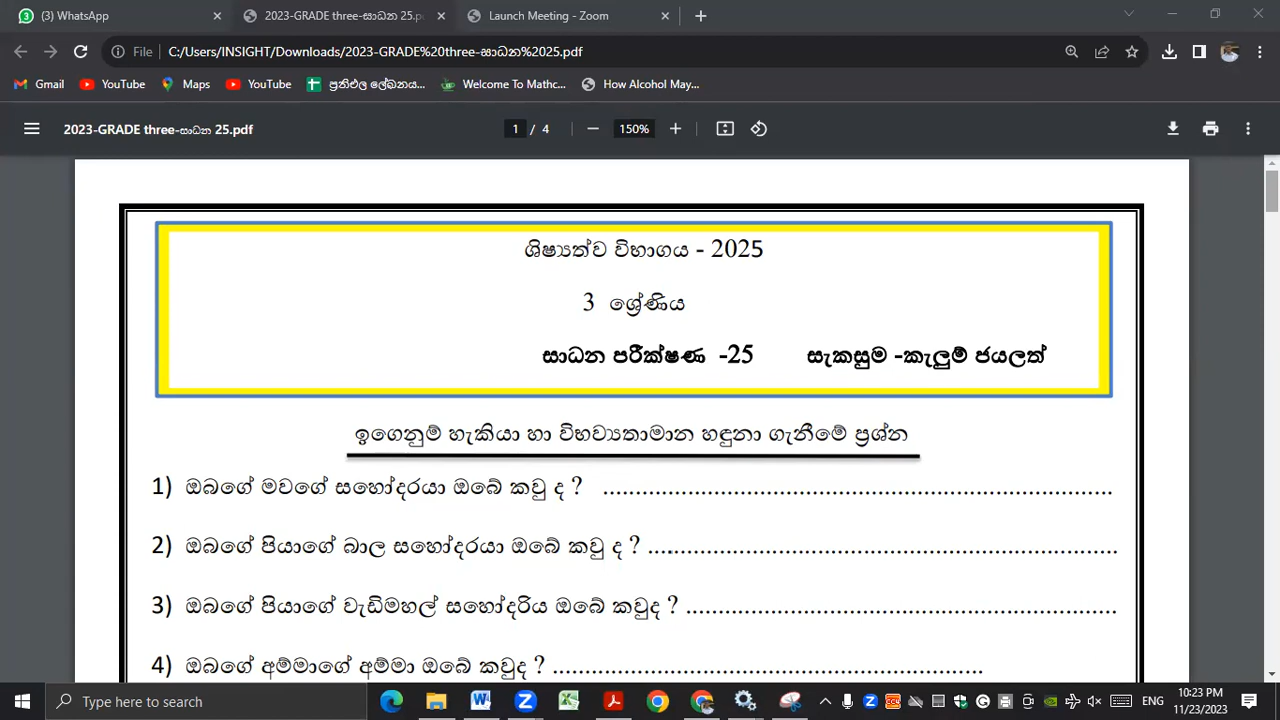 (3) WhatsApp
2023-GRADE three-සාධන 25.p
Launch Meeting - Zoom
File C:/Users/INSIGHT/Downloads/2023-GRADE%20three-සාධන%2025.pdf
Gmail YouTube Maps YouTube ප්‍රතිඵල ලේඛනය... Welcome To Mathc... How Alcohol May...
2023-GRADE three-සාධන 25.pdf 1 / 4 150%
ශිෂ්‍යත්ව විභාගය - 2025
3 ශ්‍රේණිය
සාධන පරීක්ෂණ -25 සැකසුම -කැලුම් ජයලත්
ඉගෙනුම් හැකියා හා විභව්‍යතාමාන හඳුනා ගැනීමේ ප්‍රශ්න
1) ඔබගේ මවගේ සහෝදරයා ඔබේ කවු ද ? ........................................................................
2) ඔබගේ පියාගේ බාල සහෝදරයා ඔබේ කවු ද ? ..................................................................
3) ඔබගේ පියාගේ වැඩිමහල් සහෝදරිය ඔබේ කවුද ? ............................................................
4) ඔබගේ අම්මාගේ අම්මා ඔබේ කවුද ? ............................................................
Type here to search
ENG
10:23 PM
11/23/2023